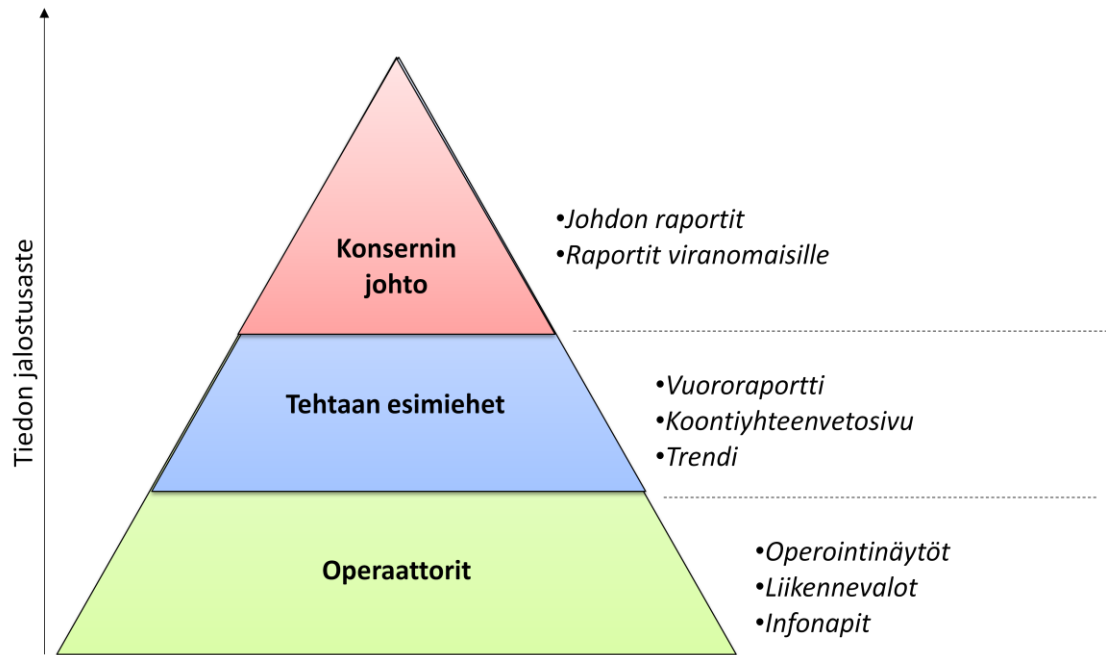 Tiedon jalostusaste
Konsernin
johto
•Johdon raportit
•Raportit viranomaisille
Tehtaan esimiehet
•Vuororaportti
•Koontiyhteenvetosivu
•Trendi
Operaattorit
•Operointinäytöt
•Liikennevalot
•Infonapit